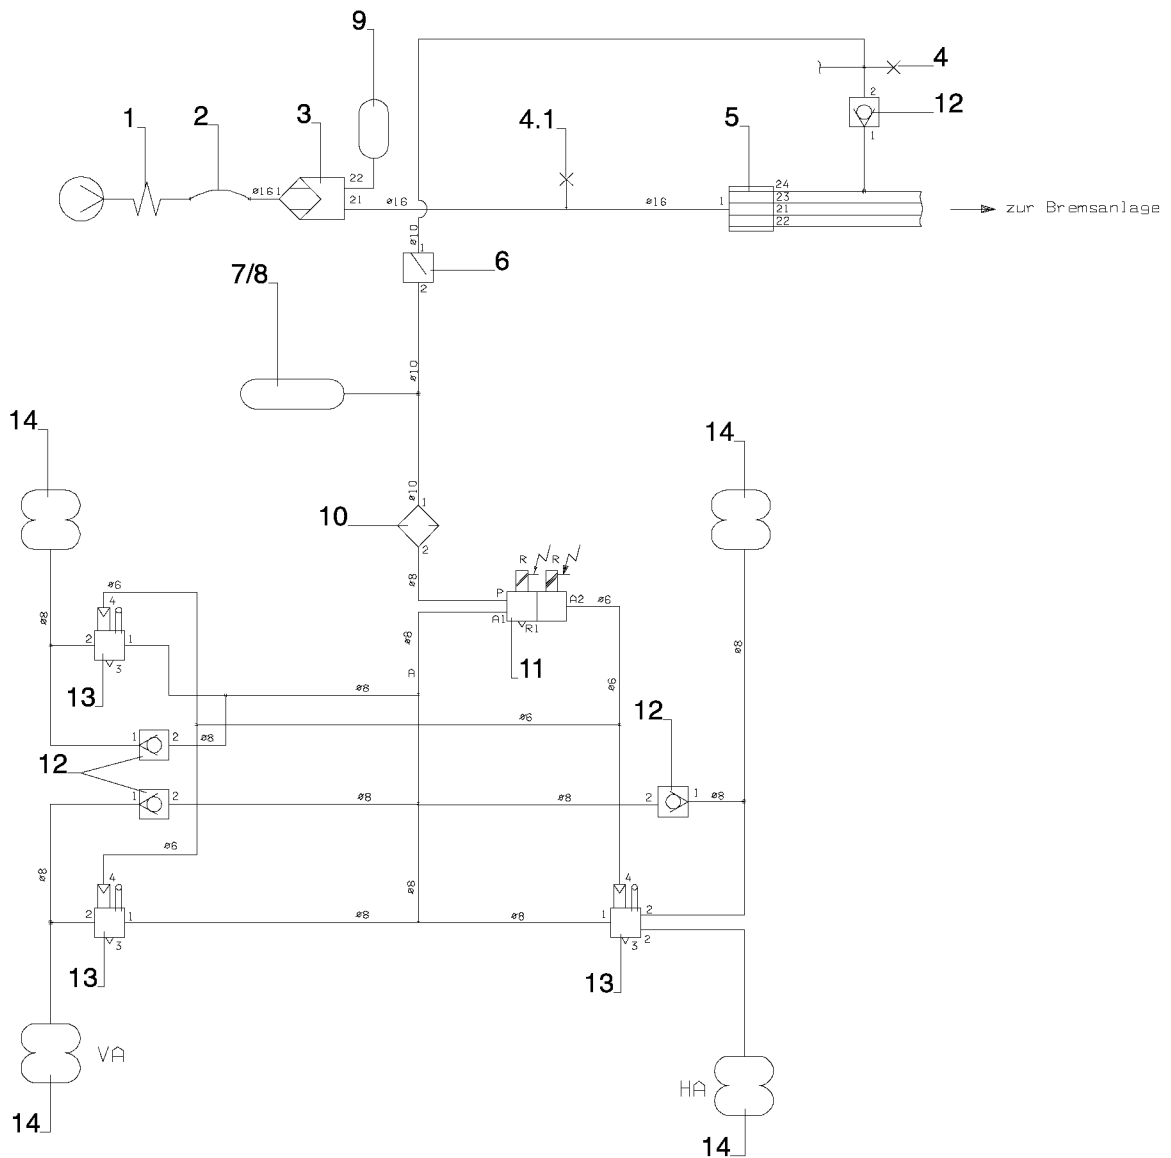 9
4
1 2 3 4.1 5 2 12
1
22 24
ø16 1 21 ø16 ø16 1 23
21 zur Bremsanlage
22
ø10 1
7/8 6
2
ø10
14 14
ø10 1
10
2 R R
ø6 ø8 P A2 ø6
4 A1 R1
ø8 2 1 ø8 ø8
3 11
13 A ø8 ø6
ø6 12
1 2 ø8
12
1 2 ø8 ø8 2 1 ø8
ø6
ø8 4 ø8 4
2 1 ø8 ø8 1 2
3 3 2
13 13
VA
HA
14 14